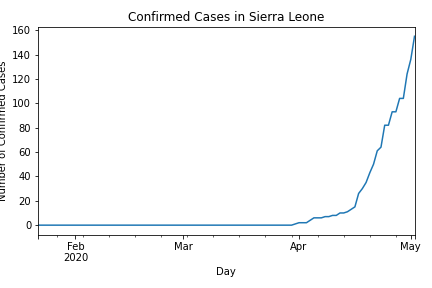 Confirmed Cases in Sierra Leone
160
140
120
100
80
60
40
20
0
Number of Confirmed Cases
Feb
2020
Mar
Apr
May
Day